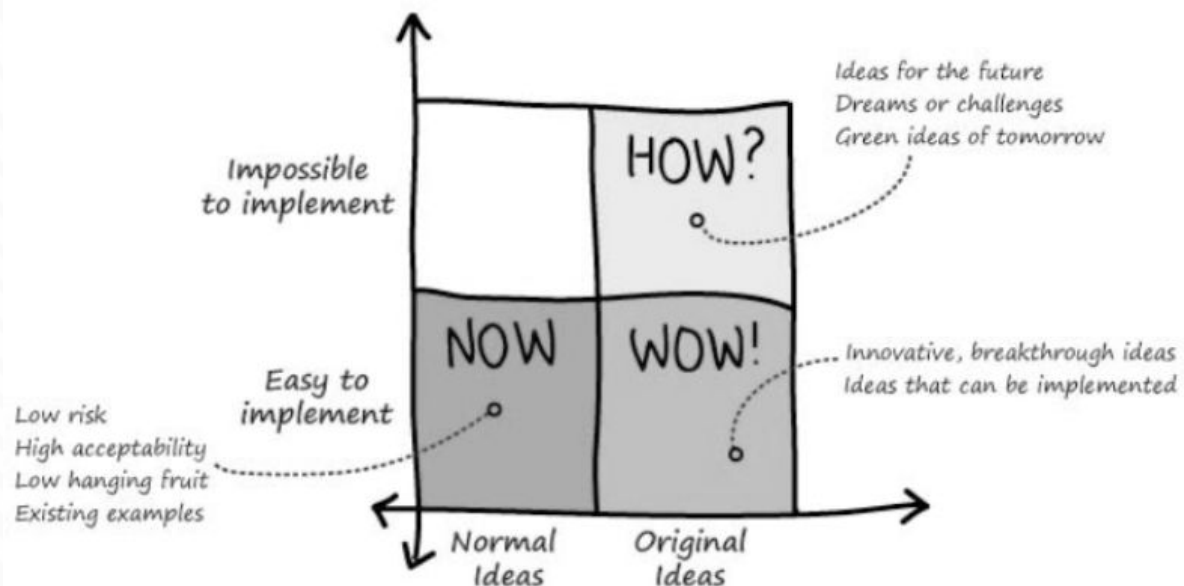 Ideas for the future
Dreams or challenges
Green ideas of tomorrow
HOW?
Impossible
to implement
NOW
WOW!
Innovative, breakthrough ideas
Ideas that can be implemented
Easy to
implement
Low risk
High acceptability
Low hanging fruit
Existing examples
Normal
Ideas
Original
Ideas